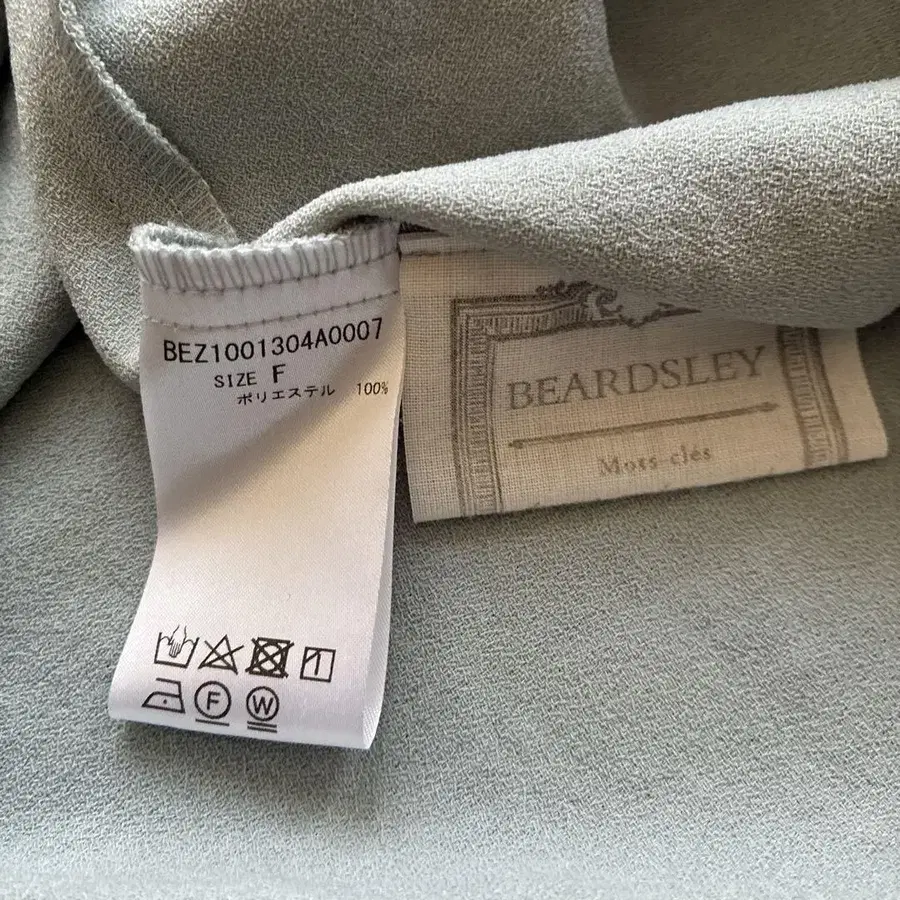 BEZ1001304A0007
SIZE F
ポリエステル 100%
F
W
BEARDSLEY
Mots-clés